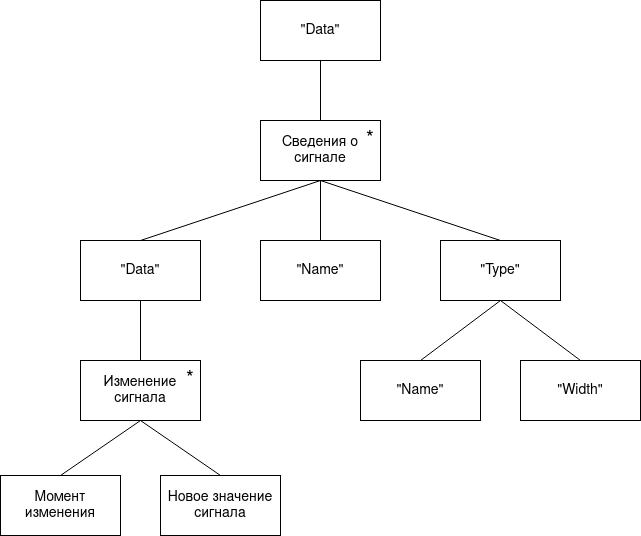 "Data"
Сведения о *
сигнале
"Data"
"Name"
"Type"
Изменение *
сигнала
"Name"
"Width"
Момент
изменения
Новое значение
сигнала